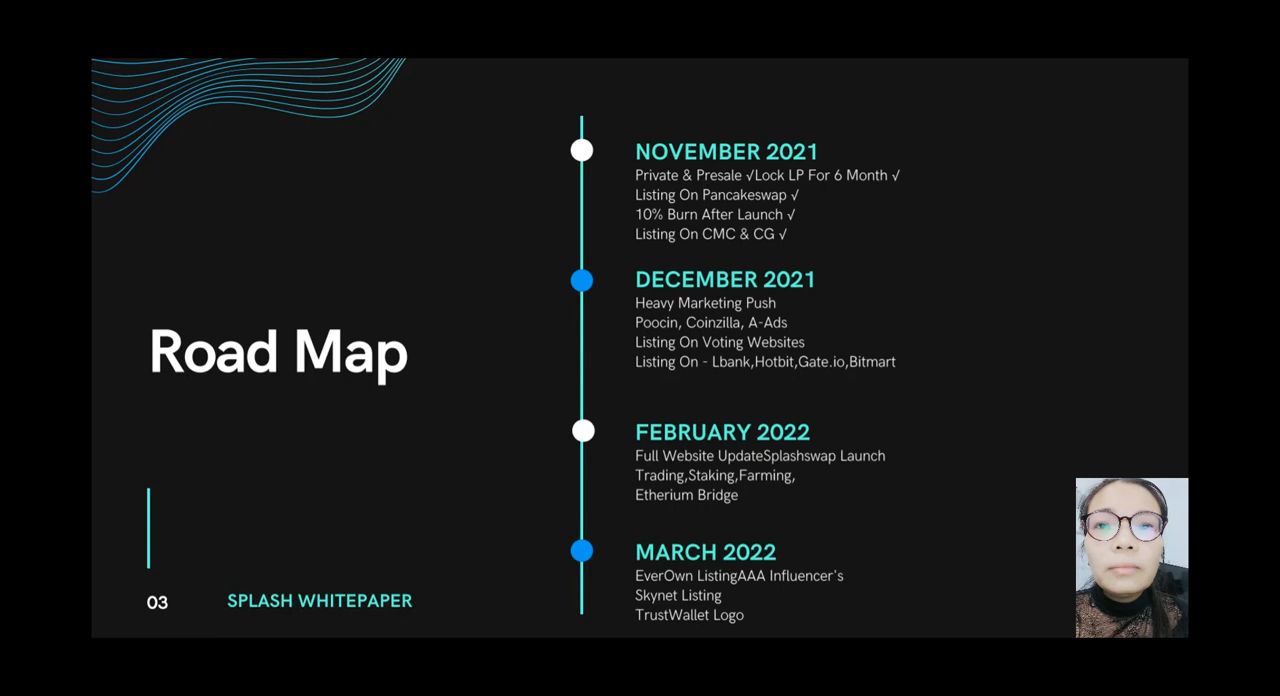 Road Map
NOVEMBER 2021
Private & Presale √Lock LP For 6 Month √
Listing On Pancakeswap √
10% Burn After Launch √
Listing On CMC & CG √
DECEMBER 2021
Heavy Marketing Push
Poocin, Coinzilla, A-Ads
Listing On Voting Websites
Listing On - Lbank,Hotbit,Gate.io,Bitmart
FEBRUARY 2022
Full Website UpdateSplashswap Launch
Trading,Staking,Farming,
Etherium Bridge
MARCH 2022
EverOwn ListingAAA Influencer's
Skynet Listing
TrustWallet Logo
03
SPLASH WHITEPAPER